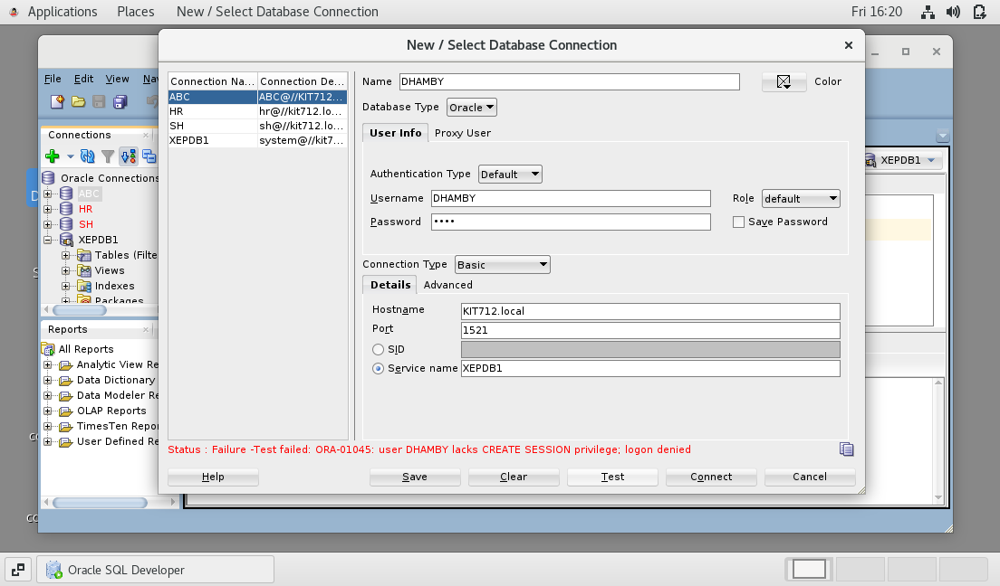 Applications Places New / Select Database Connection Fri 16:20
New / Select Database Connection
File Edit View Na
Connections
Oracle Connections
ABC
HR
SH
XEPDB1
Tables (Filte
Views
Indexes
Packages
Reports
All Reports
Analytic View Re
Data Dictionary
Data Modeler Re
OLAP Reports
TimesTen Repor
User Defined Re
Connection Na... Connection De...
ABC ABC@//KIT712...
HR hr@//kit712.lo...
SH sh@//kit712.lo...
XEPDB1 system@//kit7...
Name DHAMBY Color
Database Type Oracle
User Info Proxy User
Authentication Type Default
Username DHAMBY Role default
Password •••• Save Password
Connection Type Basic
Details Advanced
Hostname KIT712.local
Port 1521
SID
Service name XEPDB1
Status : Failure -Test failed: ORA-01045: user DHAMBY lacks CREATE SESSION privilege; logon denied
Help Save Clear Test Connect Cancel
XEPDB1
Oracle SQL Developer